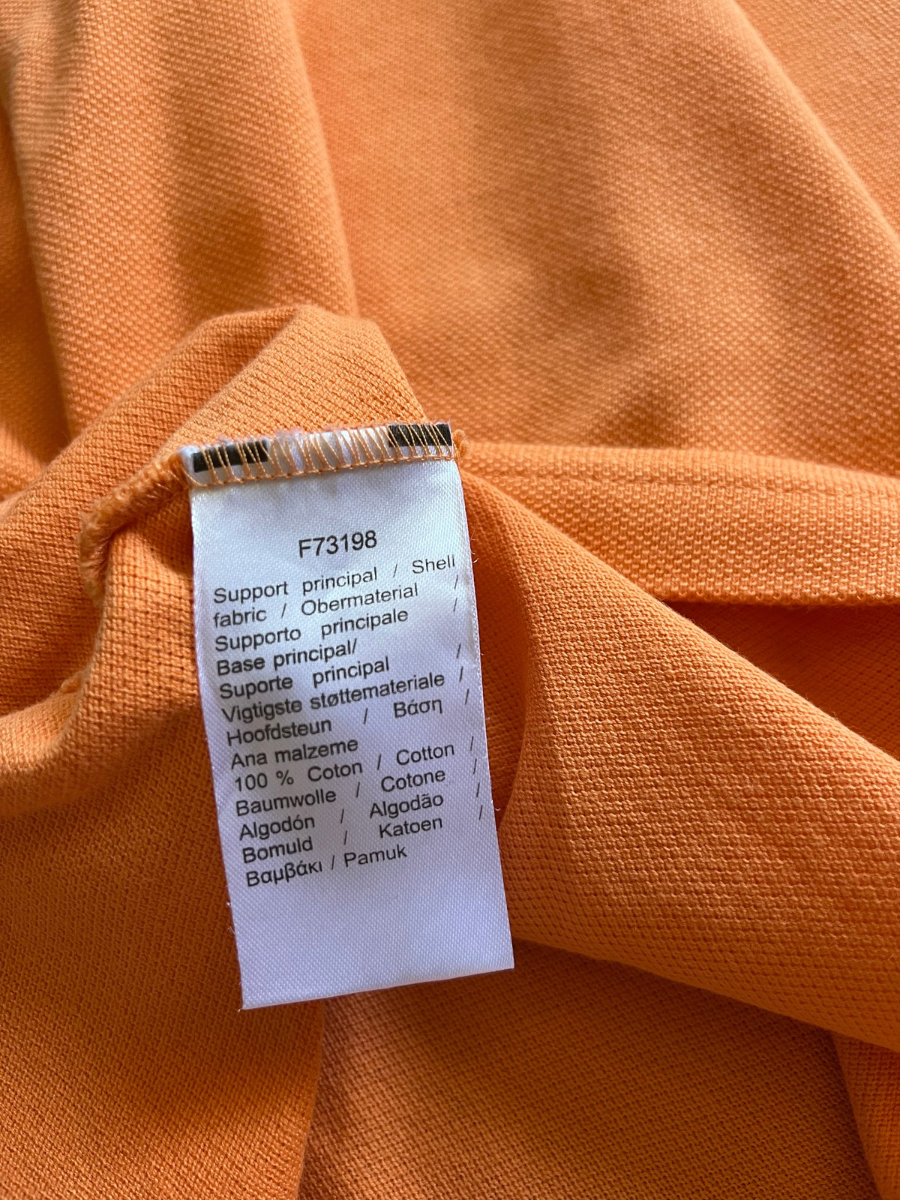 F73198
Support principal / Shell
fabric / Obermaterial /
Supporto principale /
Base principal/
Suporte principal /
Vigtigste støttemateriale /
Hoofdsteun / Βάση /
Ana malzeme
100 % Coton / Cotton /
Baumwolle / Cotone /
Algodón / Algodão /
Bomuld / Katoen /
Βαμβάκι / Pamuk